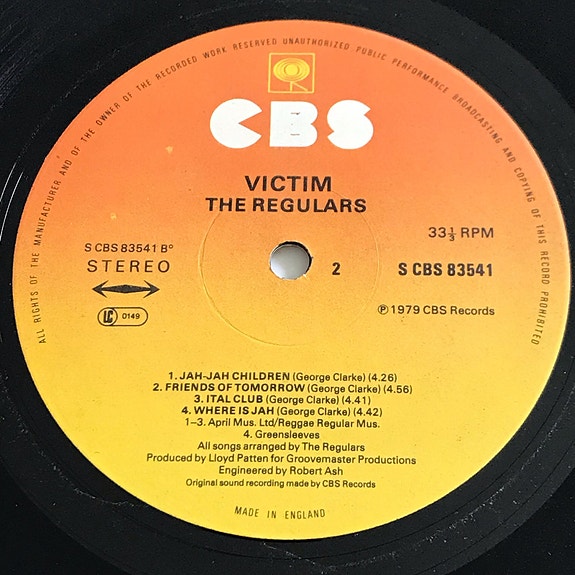 ALL RIGHTS OF THE MANUFACTURER AND OF THE OWNER OF THE RECORDED WORK RESERVED UNAUTHORIZED PUBLIC PERFORMANCE BROADCASTING AND COPYING OF THIS RECORD PROHIBITED
CBS
VICTIM
THE REGULARS
33⅓ RPM
S CBS 83541 B°
STEREO
2
S CBS 83541
LC 0149
℗ 1979 CBS Records
1. JAH-JAH CHILDREN (George Clarke) (4.26)
2. FRIENDS OF TOMORROW (George Clarke) (4.56)
3. ITAL CLUB (George Clarke) (4.41)
4. WHERE IS JAH (George Clarke) (4.42)
1–3. April Mus. Ltd/Reggae Regular Mus.
4. Greensleeves
All songs arranged by The Regulars
Produced by Lloyd Patten for Groovemaster Productions
Engineered by Robert Ash
Original sound recording made by CBS Records
MADE IN ENGLAND